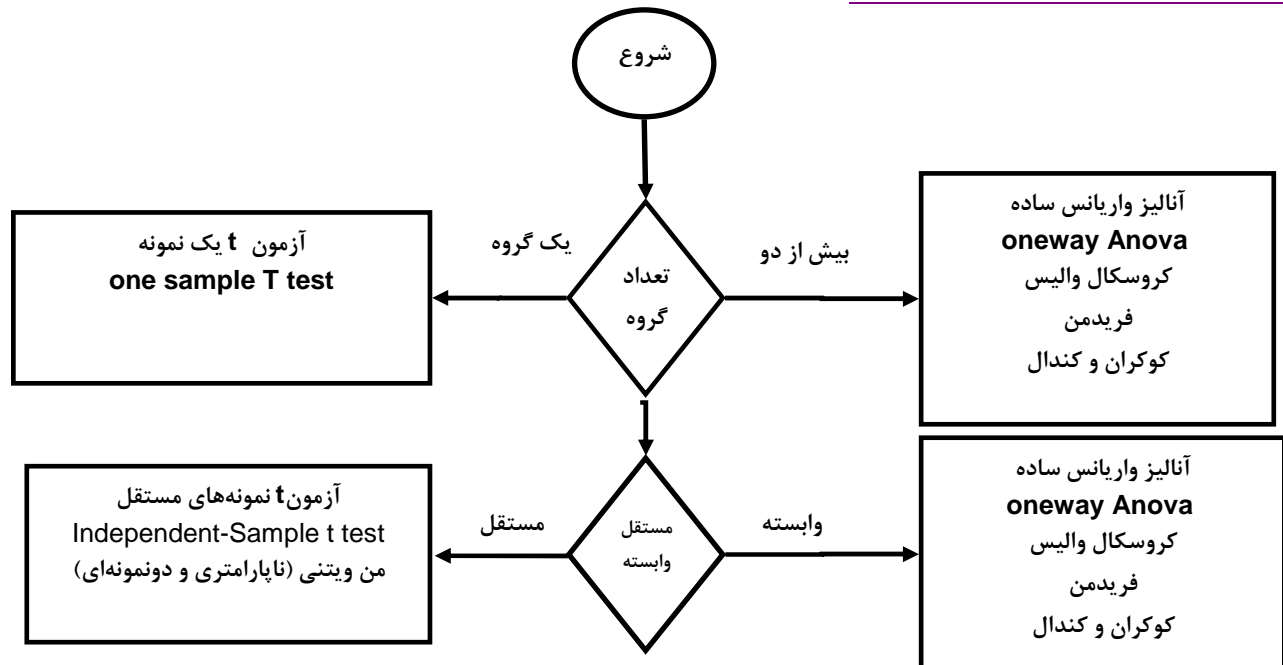 شروع
آنالیز واریانس ساده
oneway Anova
کروسکال والیس
فریدمن
کوکران و کندال
بیش از دو
تعداد
گروه
یک گروه
آزمون t یک نمونه
one sample T test
آنالیز واریانس ساده
oneway Anova
کروسکال والیس
فریدمن
کوکران و کندال
وابسته
مستقل
وابسته
مستقل
آزمونt نمونه‌های مستقل
Independent-Sample t test
من ویتنی (ناپارامتری و دونمونه‌ای)